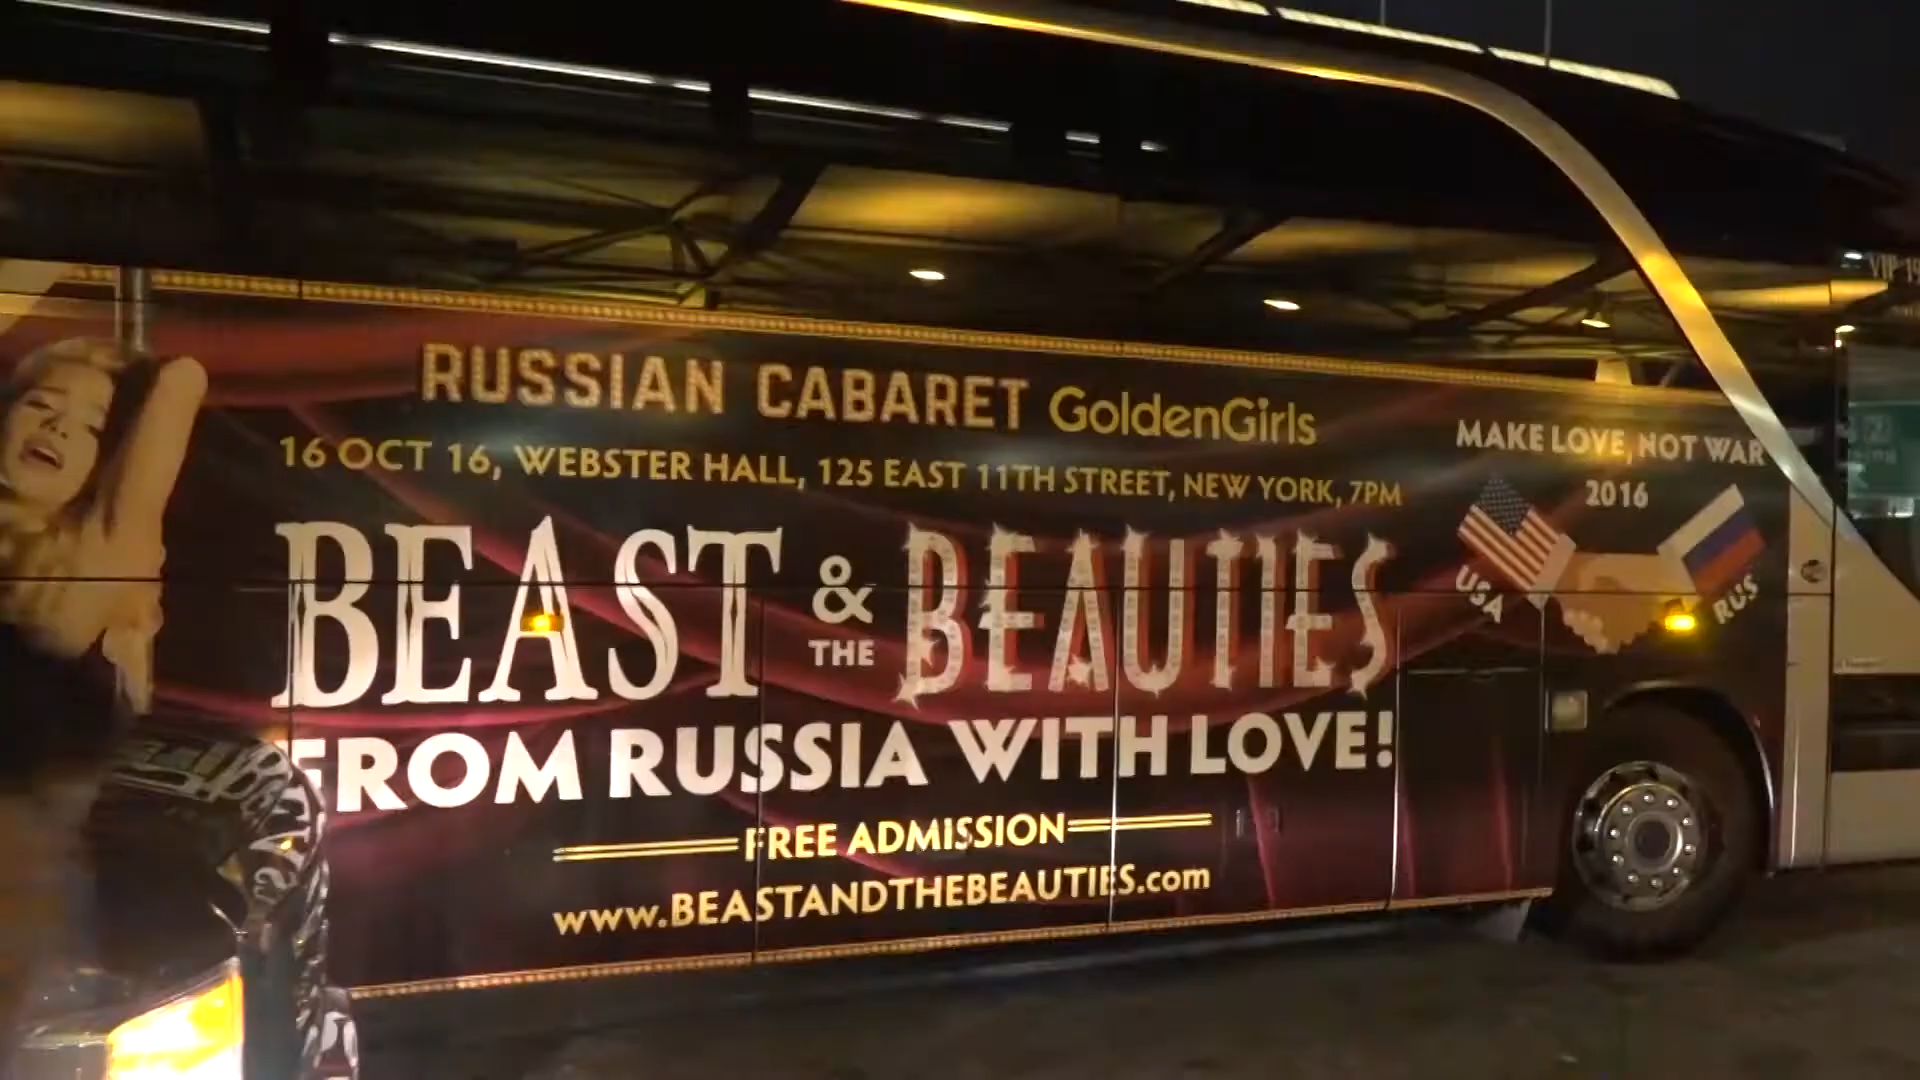 RUSSIAN CABARET GoldenGirls
16 OCT 16, WEBSTER HALL, 125 EAST 11TH STREET, NEW YORK, 7PM
BEAST & THE BEAUTIES
FROM RUSSIA WITH LOVE!
FREE ADMISSION
www.BEASTANDTHEBEAUTIES.com
MAKE LOVE, NOT WAR
2016
USA
RUS
VIP